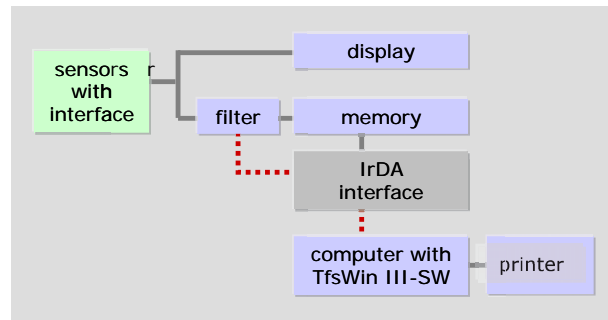 display
sensors r
with
interface
filter
memory
IrDA
interface
computer with
TfsWin III-SW
printer